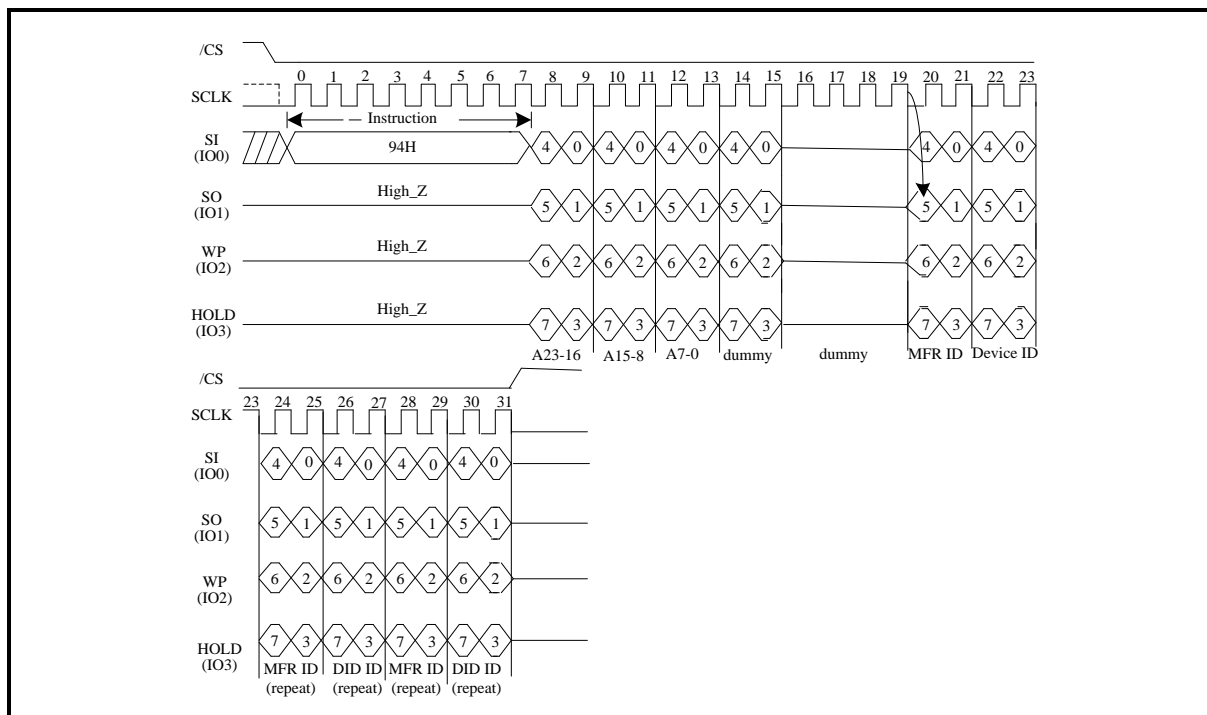 /CS
0 1 2 3 4 5 6 7 8 9 10 11 12 13 14 15 16 17 18 19 20 21 22 23
SCLK
Instruction
SI
(IO0)
94H
4 0 4 0 4 0 4 0 4 0 4 0
SO
(IO1)
High_Z
5 1 5 1 5 1 5 1 5 1 5 1
WP
(IO2)
High_Z
6 2 6 2 6 2 6 2 6 2 6 2
HOLD
(IO3)
High_Z
7 3 7 3 7 3 7 3 7 3 7 3
A23-16 A15-8 A7-0 dummy dummy MFR ID Device ID
/CS
23 24 25 26 27 28 29 30 31
SCLK
SI
(IO0)
4 0 4 0 4 0 4 0
SO
(IO1)
5 1 5 1 5 1 5 1
WP
(IO2)
6 2 6 2 6 2 6 2
HOLD
(IO3)
7 3 7 3 7 3 7 3
MFR ID DID ID MFR ID DID ID
(repeat) (repeat) (repeat) (repeat)